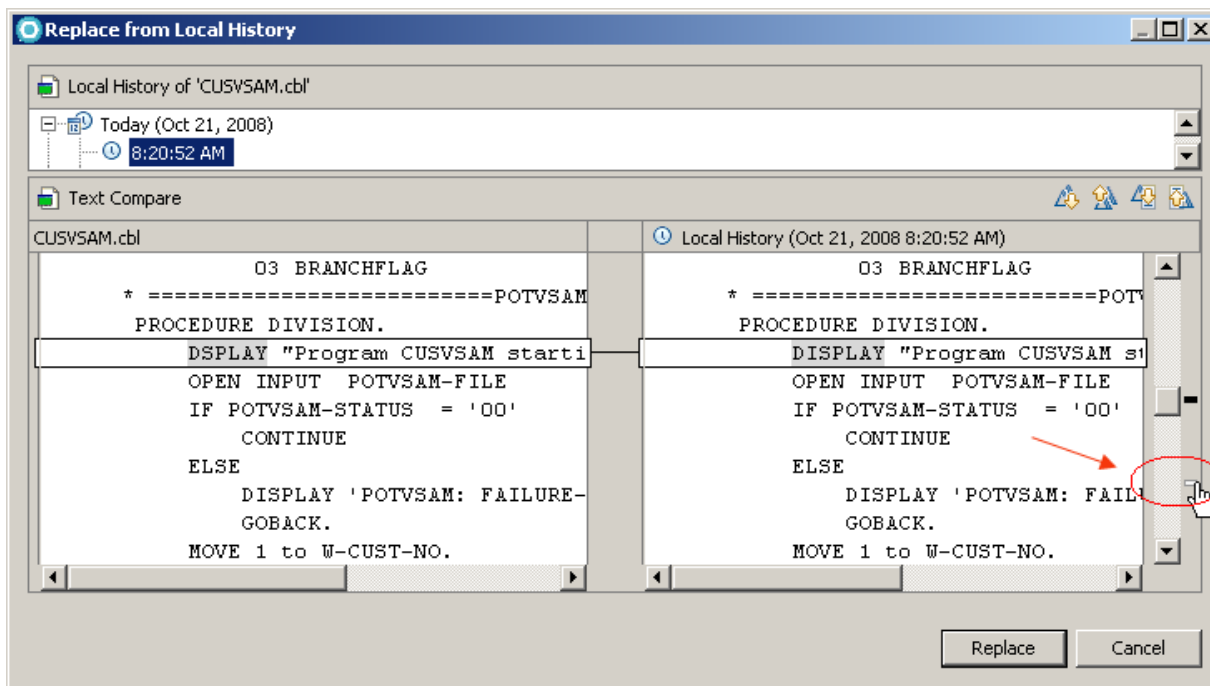 Replace from Local History
Local History of 'CUSVSAM.cbl'
Today (Oct 21, 2008)
8:20:52 AM
Text Compare
CUSVSAM.cbl
03 BRANCHFLAG
* ==========================POTVSAM
PROCEDURE DIVISION.
DSPLAY "Program CUSVSAM starti
OPEN INPUT  POTVSAM-FILE
IF POTVSAM-STATUS  = '00'
CONTINUE
ELSE
DISPLAY 'POTVSAM: FAILURE-
GOBACK.
MOVE 1 to W-CUST-NO.
Local History (Oct 21, 2008 8:20:52 AM)
03 BRANCHFLAG
* ==========================POT
PROCEDURE DIVISION.
DISPLAY "Program CUSVSAM st
OPEN INPUT  POTVSAM-FILE
IF POTVSAM-STATUS  = '00'
CONTINUE
ELSE
DISPLAY 'POTVSAM: FAIL
GOBACK.
MOVE 1 to W-CUST-NO.
Replace
Cancel